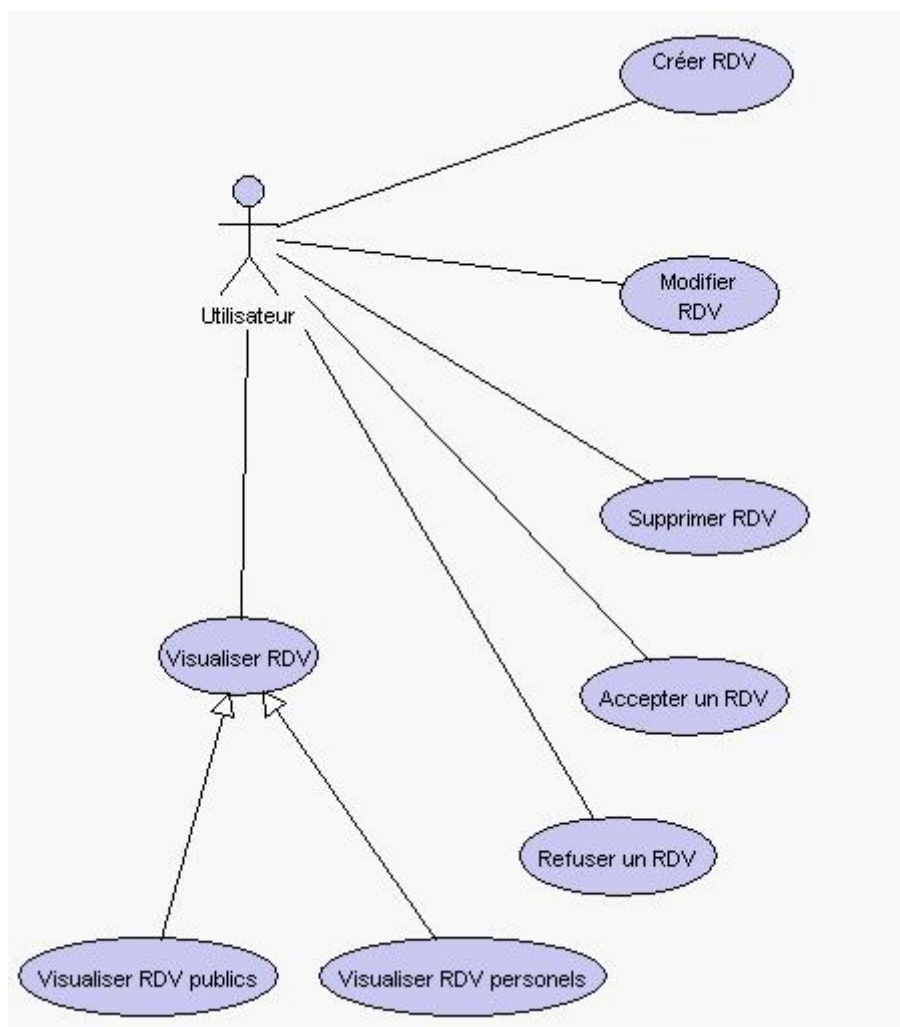 Créer RDV
Modifier
RDV
Utilisateur
Supprimer RDV
Visualiser RDV
Accepter un RDV
Refuser un RDV
Visualiser RDV publics
Visualiser RDV personels